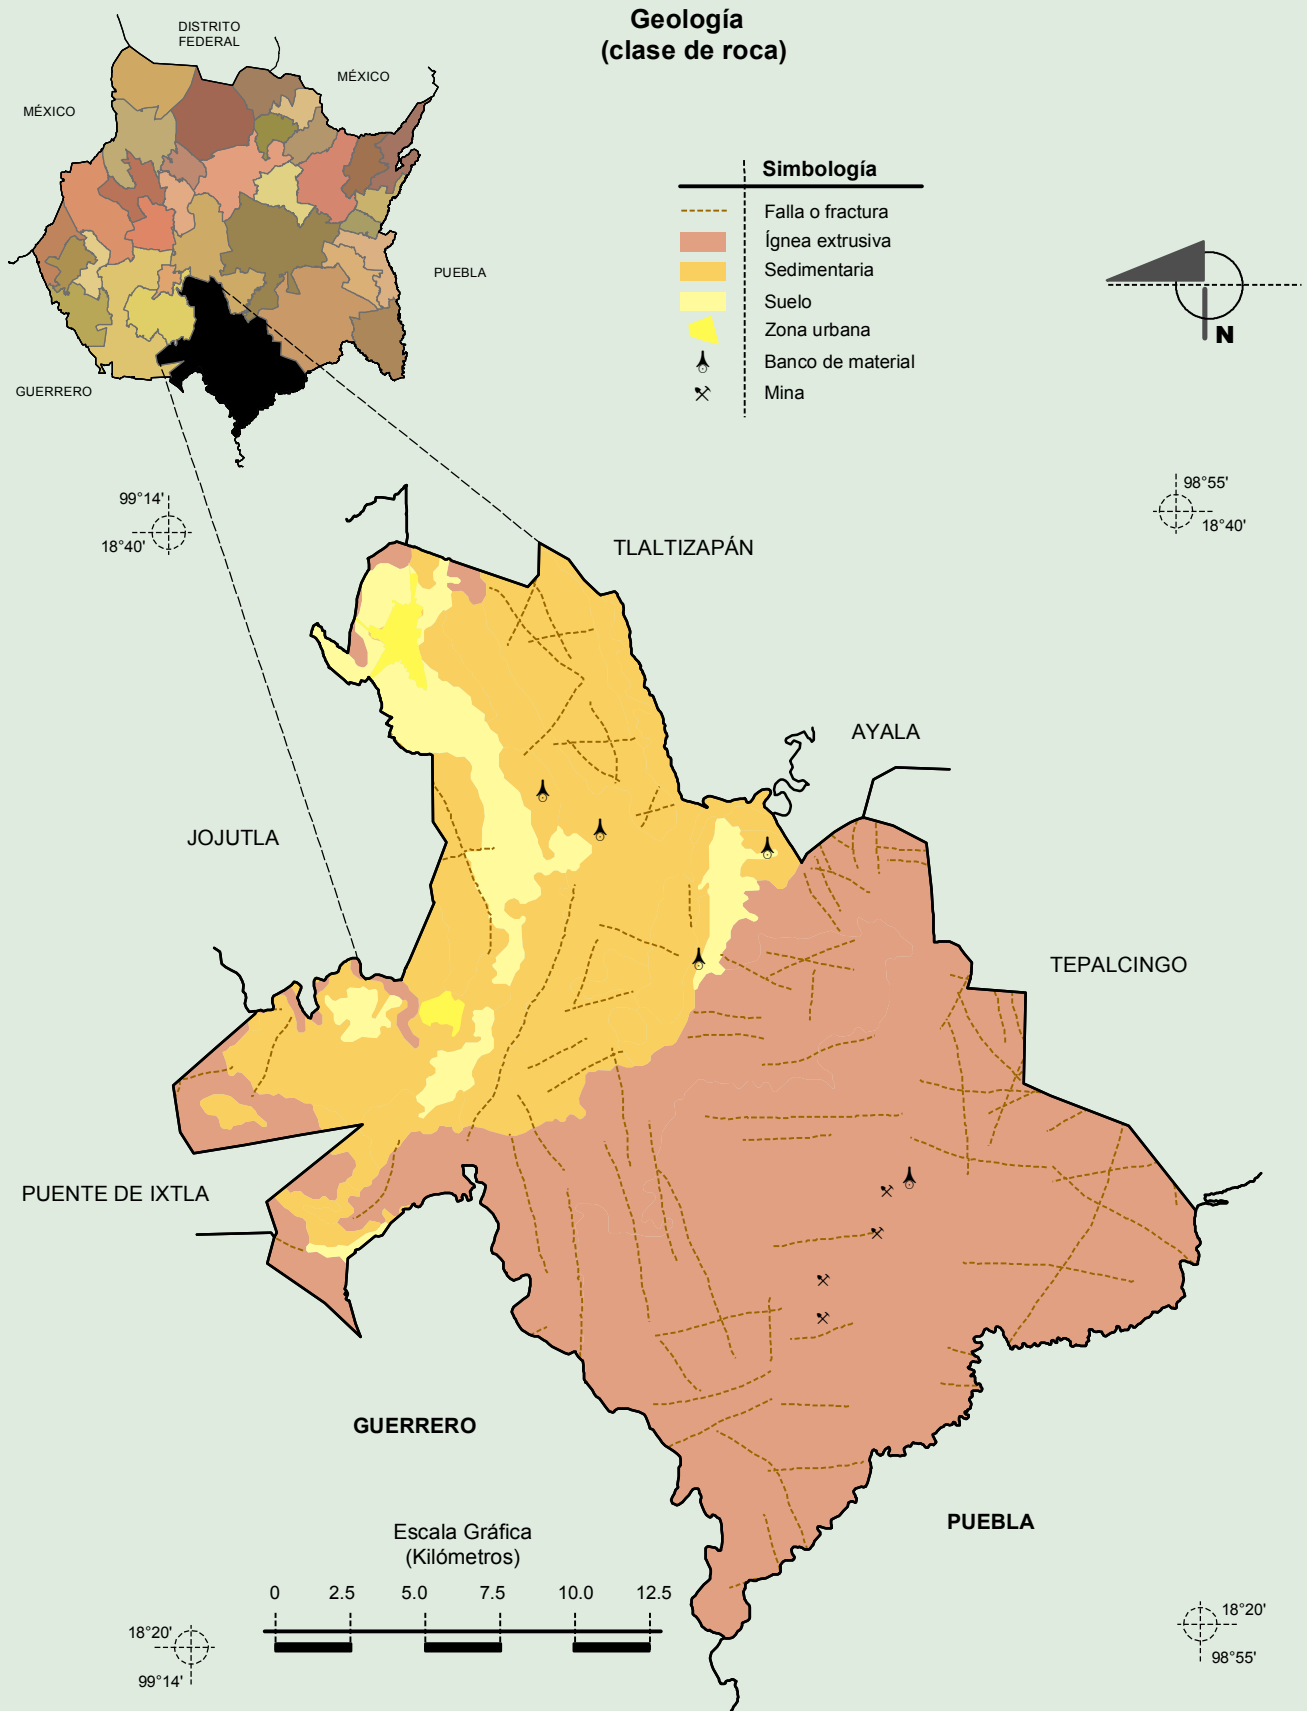 Geología
(clase de roca)
DISTRITO
FEDERAL
MÉXICO
MÉXICO
PUEBLA
GUERRERO
Simbología
Falla o fractura
Ígnea extrusiva
Sedimentaria
Suelo
Zona urbana
Banco de material
Mina
N
99°14'
18°40'
98°55'
18°40'
TLALTIZAPÁN
AYALA
JOJUTLA
TEPALCINGO
PUENTE DE IXTLA
GUERRERO
PUEBLA
Escala Gráfica
(Kilómetros)
0 2.5 5.0 7.5 10.0 12.5
18°20'
99°14'
18°20'
98°55'